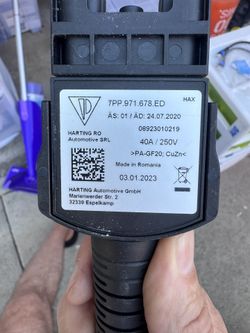 7PP.971.678.ED
HAX
ÄS: 01 / ÄD: 24.07.2020
08923010219
HARTING RO
Automotive SRL
40A / 250V
>PA-GF20; CuZn<
Made in Romania
03.01.2023
HARTING Automotive GmbH
Marienwerder Str. 2
32339 Espelkamp